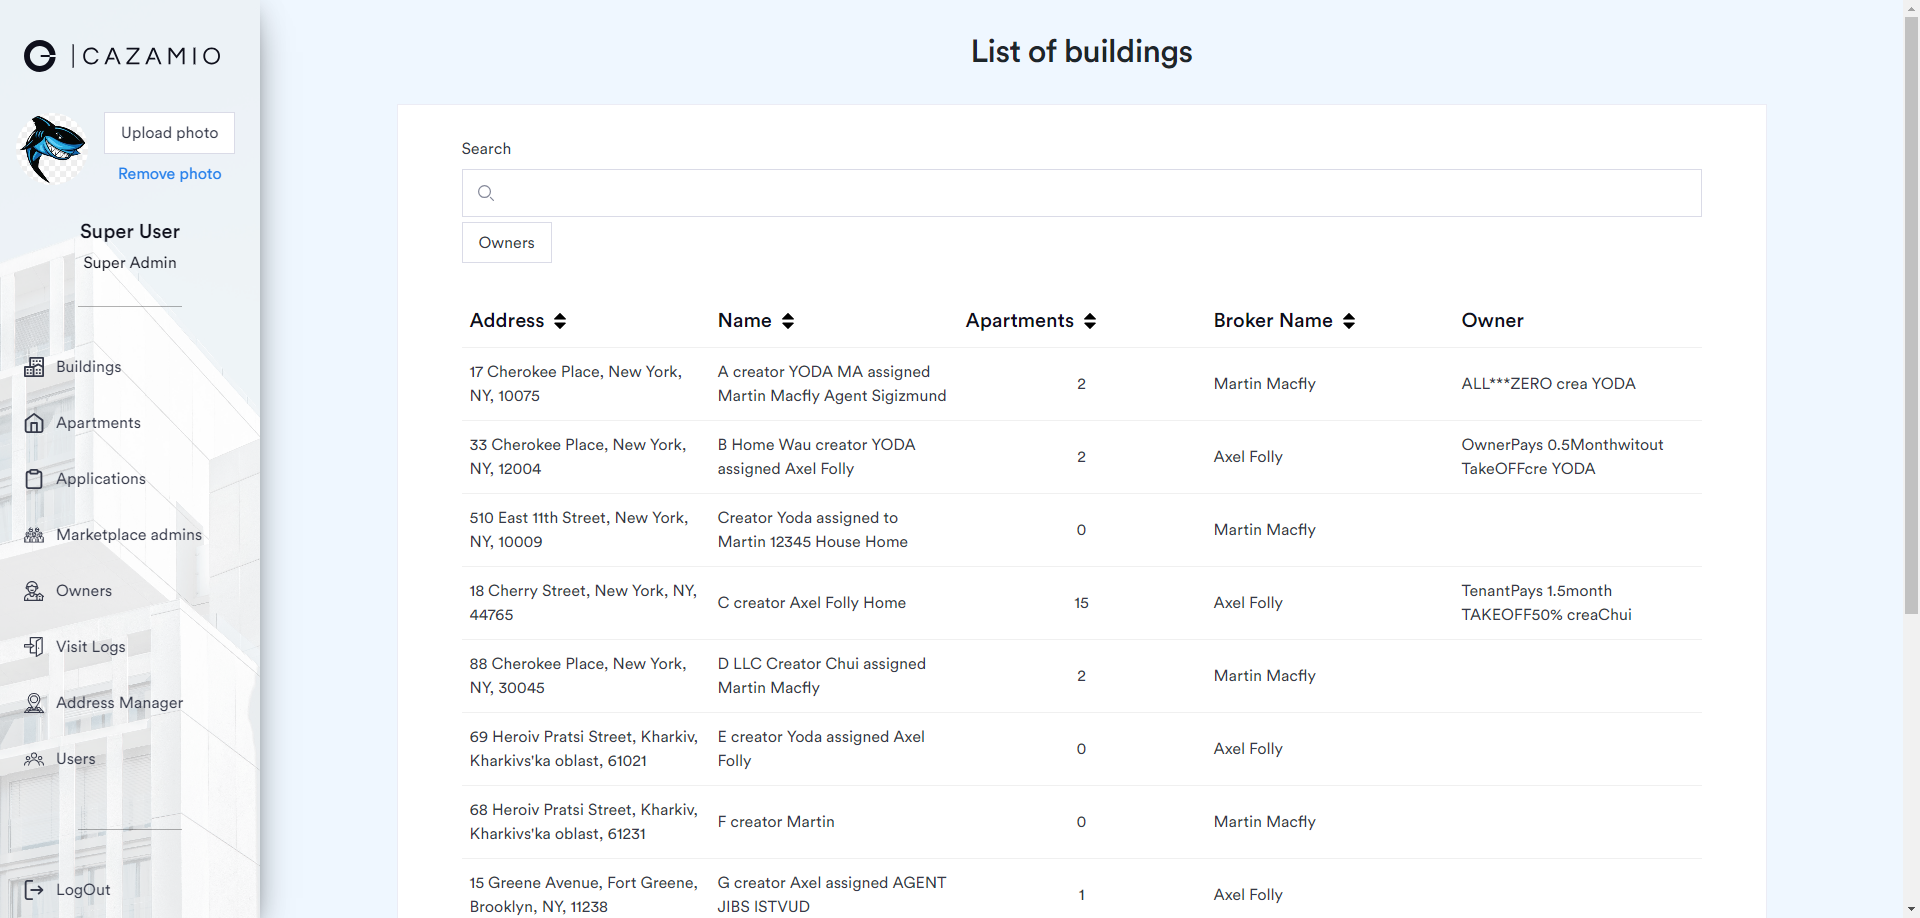 CAZAMIO
Upload photo
Remove photo
Super User
Super Admin
Buildings
Apartments
Applications
Marketplace admins
Owners
Visit Logs
Address Manager
Users
LogOut
List of buildings
Search
Owners
Address Name Apartments Broker Name Owner
17 Cherokee Place, New York,
NY, 10075
A creator YODA MA assigned
Martin Macfly Agent Sigizmund
2
Martin Macfly
ALL***ZERO crea YODA
33 Cherokee Place, New York,
NY, 12004
B Home Wau creator YODA
assigned Axel Folly
2
Axel Folly
OwnerPays 0.5Monthwitout
TakeOFFcre YODA
510 East 11th Street, New York,
NY, 10009
Creator Yoda assigned to
Martin 12345 House Home
0
Martin Macfly
18 Cherry Street, New York, NY,
44765
C creator Axel Folly Home
15
Axel Folly
TenantPays 1.5month
TAKEOFF50% creaChui
88 Cherokee Place, New York,
NY, 30045
D LLC Creator Chui assigned
Martin Macfly
2
Martin Macfly
69 Heroiv Pratsi Street, Kharkiv,
Kharkivs'ka oblast, 61021
E creator Yoda assigned Axel
Folly
0
Axel Folly
68 Heroiv Pratsi Street, Kharkiv,
Kharkivs'ka oblast, 61231
F creator Martin
0
Martin Macfly
15 Greene Avenue, Fort Greene,
Brooklyn, NY, 11238
G creator Axel assigned AGENT
JIBS ISTVUD
1
Axel Folly